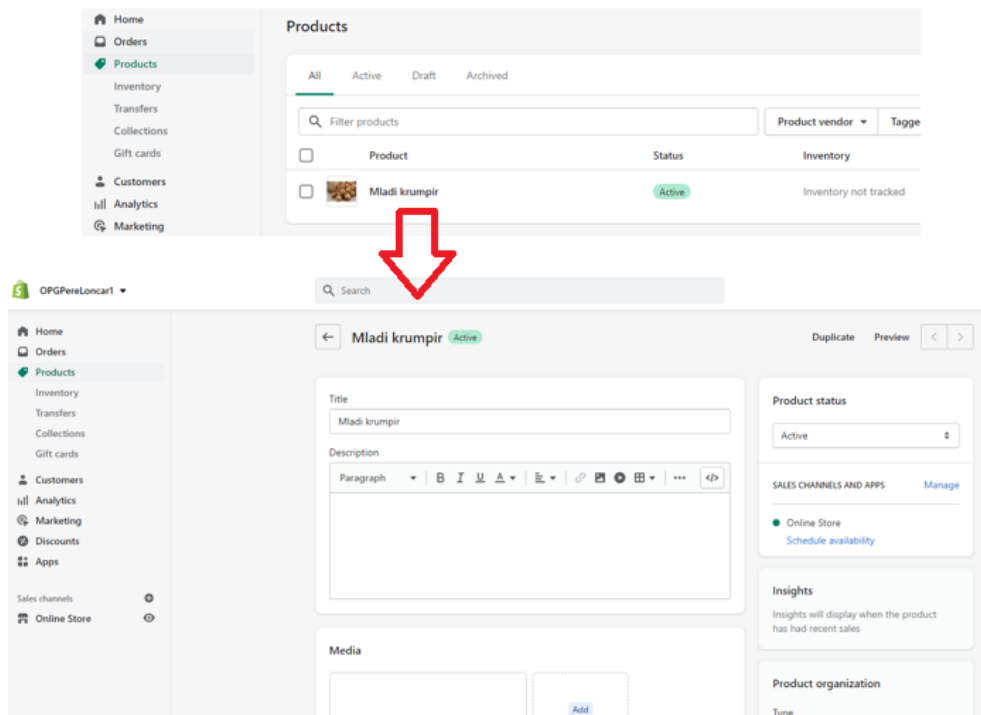 Home
Orders
Products
Inventory
Transfers
Collections
Gift cards
Customers
Analytics
Marketing
Products
All Active Draft Archived
Filter products
Product vendor
Product Status Inventory
Mladi krumpir Active Inventory not tracked
OPGPereLoncar1
Search
Home
Orders
Products
Inventory
Transfers
Collections
Gift cards
Customers
Analytics
Marketing
Discounts
Apps
Sales channels
Online Store
Mladi krumpir Active
Duplicate Preview
Title
Mladi krumpir
Description
Paragraph B I U A
Media
Add
Product status
Active
SALES CHANNELS AND APPS Manage
Online Store
Schedule availability
Insights
Insights will display when the product
has had recent sales
Product organization
Type